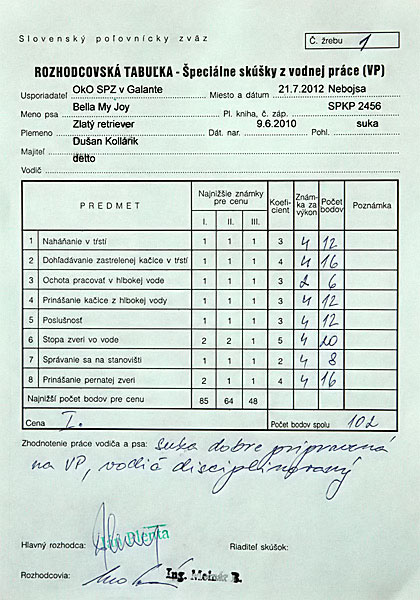 Slovenský poľovnícky zväz
Č. žrebu 1
ROZHODCOVSKÁ TABUĽKA - Špeciálne skúšky z vodnej práce (VP)
Usporiadateľ OkO SPZ v Galante Miesto a dátum 21.7.2012 Nebojsa
Meno psa Bella My Joy Pl. kniha, č. záp. SPKP 2456
Plemeno Zlatý retriever Dát. nar. 9.6.2010 Pohl. suka
Majiteľ Dušan Kollárik
Vodič detto
PREDMET Najnižšie známky pre cenu I. II. III. Koeficient Známka za výkon Počet bodov Poznámka
1 Naháňanie v tŕstí 1 1 1 3 4 12
2 Dohľadávanie zastrelenej kačice v tŕstí 1 1 1 4 4 16
3 Ochota pracovať v hlbokej vode 1 1 1 3 2 6
4 Prinášanie kačice z hlbokej vody 1 1 1 3 4 12
5 Poslušnosť 1 1 1 3 4 12
6 Stopa zveri vo vode 2 2 1 5 4 20
7 Správanie sa na stanovišti 1 1 1 2 4 8
8 Prinášanie pernatej zveri 2 1 1 4 4 16
Najnižší počet bodov pre cenu 85 64 48
Cena I. Počet bodov spolu 102
Zhodnotenie práce vodiča a psa: suka dobre pripravená
na VP, vodič disciplinovaný
Hlavný rozhodca: Riaditeľ skúšok:
Rozhodcovia: Ing.